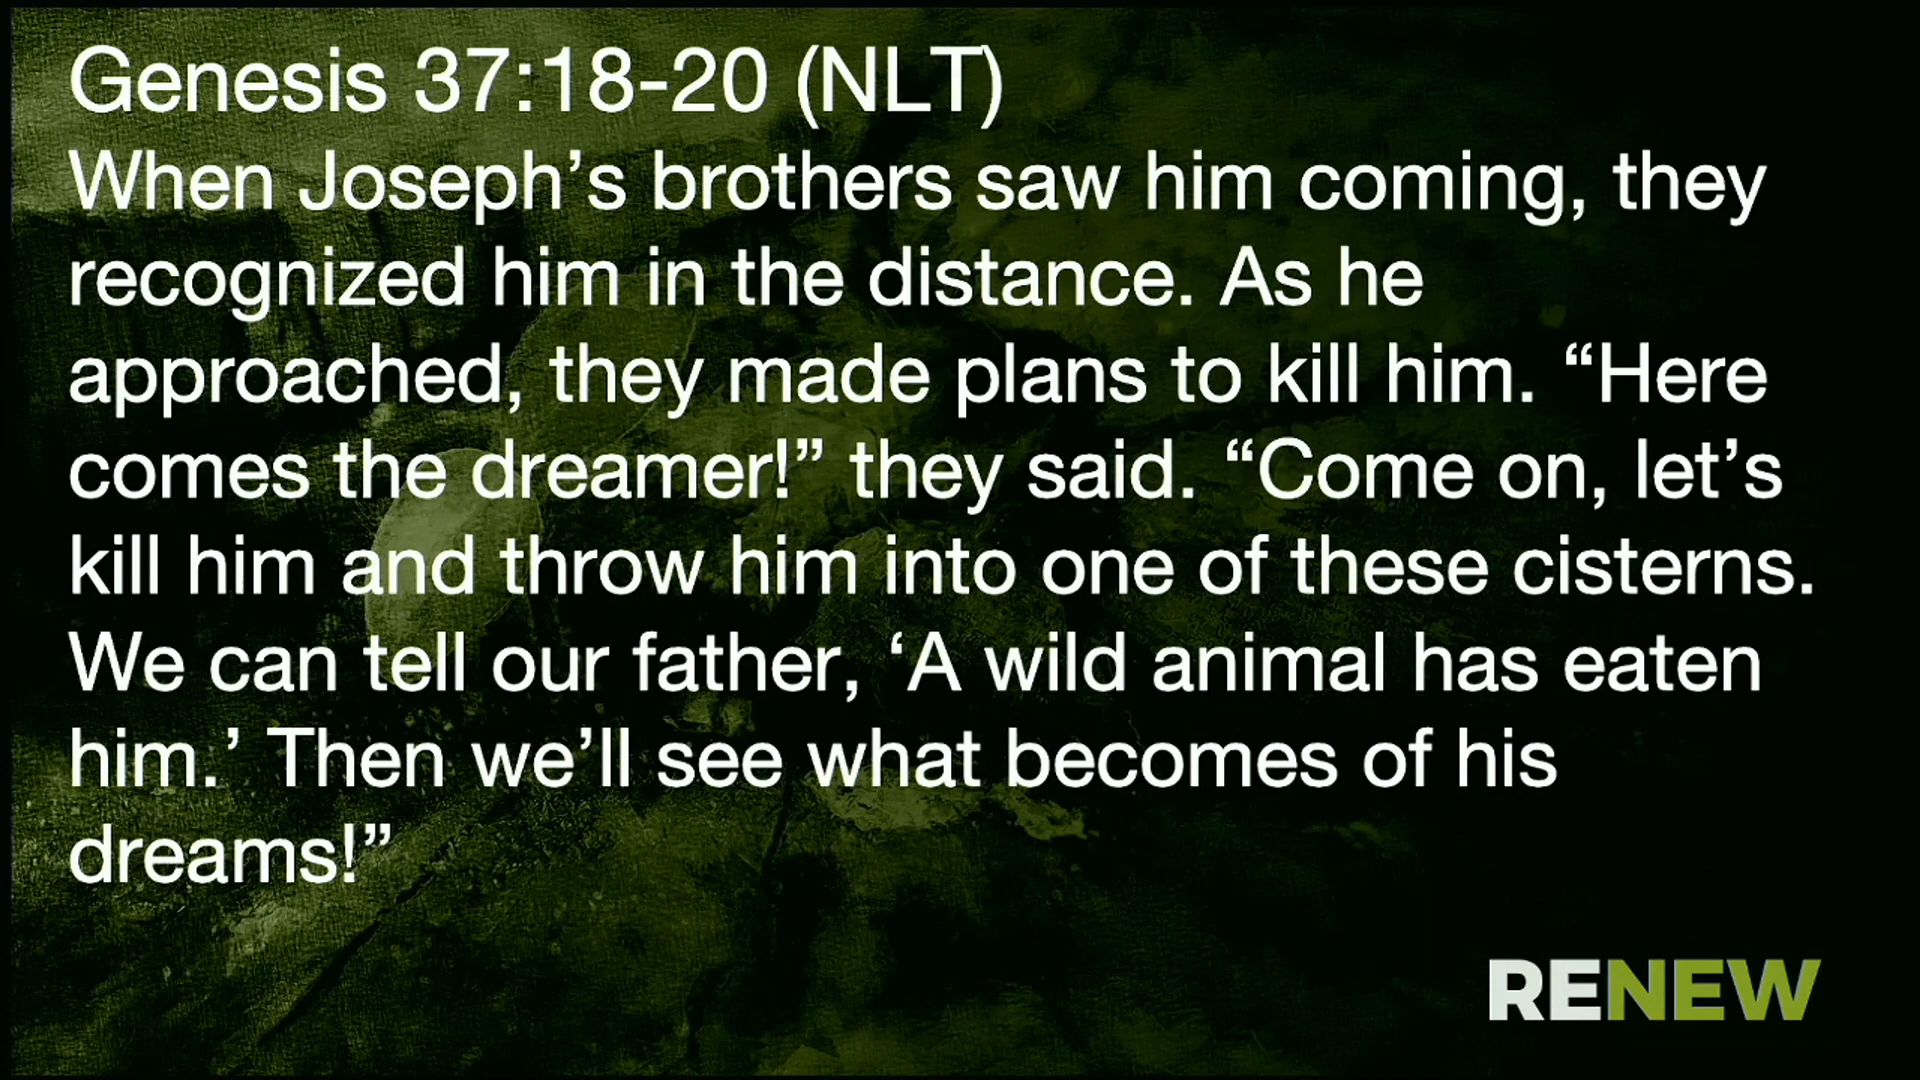 Genesis 37:18-20 (NLT)
When Joseph’s brothers saw him coming, they
recognized him in the distance. As he
approached, they made plans to kill him. “Here
comes the dreamer!” they said. “Come on, let’s
kill him and throw him into one of these cisterns.
We can tell our father, ‘A wild animal has eaten
him.’ Then we’ll see what becomes of his
dreams!”
RENEW